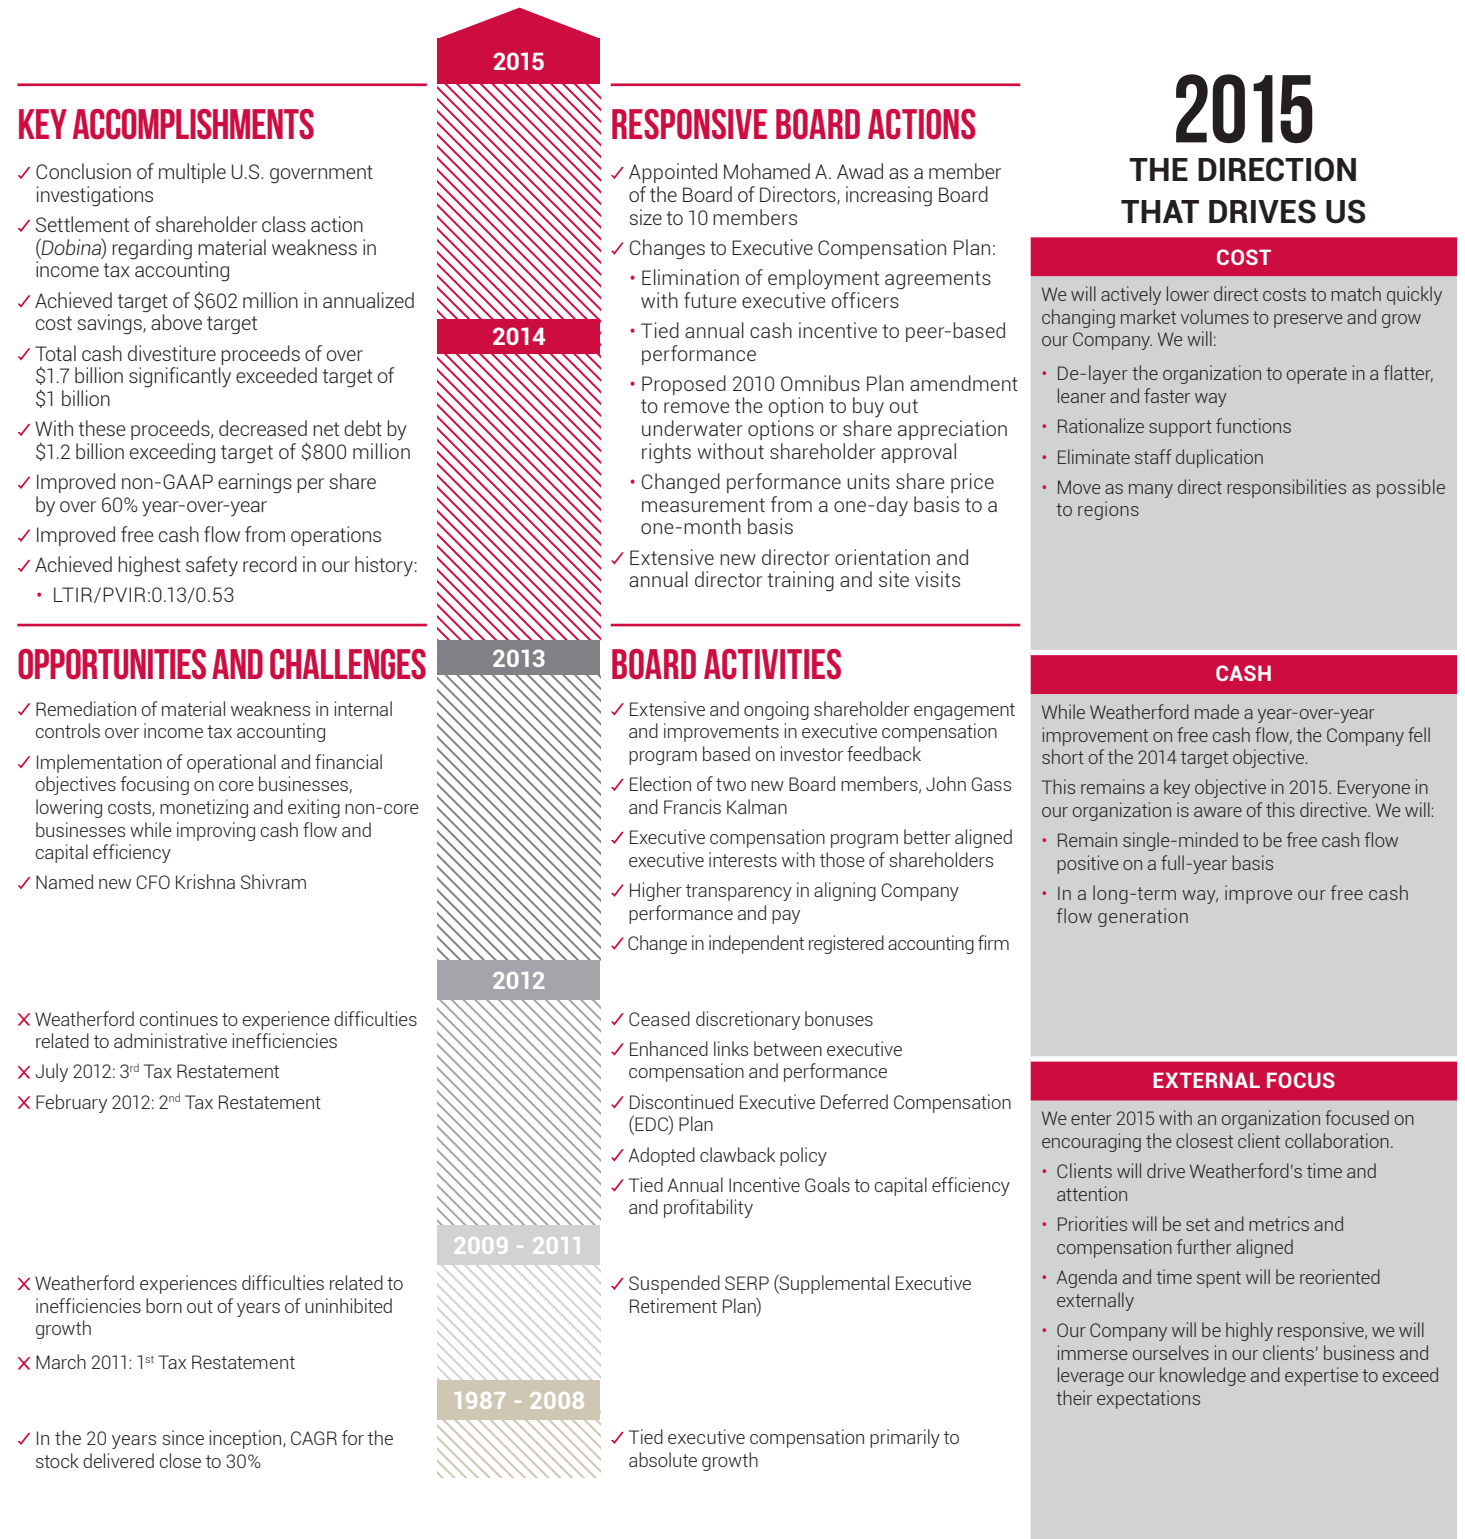 2015
KEY ACCOMPLISHMENTS
✓ Conclusion of multiple U.S. government
investigations
✓ Settlement of shareholder class action
(Dobina) regarding material weakness in
income tax accounting
✓ Achieved target of $602 million in annualized
cost savings, above target
✓ Total cash divestiture proceeds of over
$1.7 billion significantly exceeded target of
$1 billion
✓ With these proceeds, decreased net debt by
$1.2 billion exceeding target of $800 million
✓ Improved non-GAAP earnings per share
by over 60% year-over-year
✓ Improved free cash flow from operations
✓ Achieved highest safety record in our history:
• LTIR/PVIR:0.13/0.53
2014
RESPONSIVE BOARD ACTIONS
✓ Appointed Mohamed A. Awad as a member
of the Board of Directors, increasing Board
size to 10 members
✓ Changes to Executive Compensation Plan:
• Elimination of employment agreements
with future executive officers
• Tied annual cash incentive to peer-based
performance
• Proposed 2010 Omnibus Plan amendment
to remove the option to buy out
underwater options or share appreciation
rights without shareholder approval
• Changed performance units share price
measurement from a one-day basis to a
one-month basis
✓ Extensive new director orientation and
annual director training and site visits
OPPORTUNITIES AND CHALLENGES
✓ Remediation of material weakness in internal
controls over income tax accounting
✓ Implementation of operational and financial
objectives focusing on core businesses,
lowering costs, monetizing and exiting non-core
businesses while improving cash flow and
capital efficiency
✓ Named new CFO Krishna Shivram
2013
BOARD ACTIVITIES
✓ Extensive and ongoing shareholder engagement
and improvements in executive compensation
program based on investor feedback
✓ Election of two new Board members, John Gass
and Francis Kalman
✓ Executive compensation program better aligned
executive interests with those of shareholders
✓ Higher transparency in aligning Company
performance and pay
✓ Change in independent registered accounting firm
2012
✗ Weatherford continues to experience difficulties
related to administrative inefficiencies
✗ July 2012: 3rd Tax Restatement
✗ February 2012: 2nd Tax Restatement
✓ Ceased discretionary bonuses
✓ Enhanced links between executive
compensation and performance
✓ Discontinued Executive Deferred Compensation
(EDC) Plan
✓ Adopted clawback policy
✓ Tied Annual Incentive Goals to capital efficiency
and profitability
2009 - 2011
✗ Weatherford experiences difficulties related to
inefficiencies born out of years of uninhibited
growth
✗ March 2011: 1st Tax Restatement
✓ Suspended SERP (Supplemental Executive
Retirement Plan)
1987 - 2008
✓ In the 20 years since inception, CAGR for the
stock delivered close to 30%
✓ Tied executive compensation primarily to
absolute growth
2015
THE DIRECTION
THAT DRIVES US
COST
We will actively lower direct costs to match quickly
changing market volumes to preserve and grow
our Company. We will:
• De-layer the organization to operate in a flatter,
leaner and faster way
• Rationalize support functions
• Eliminate staff duplication
• Move as many direct responsibilities as possible
to regions
CASH
While Weatherford made a year-over-year
improvement on free cash flow, the Company fell
short of the 2014 target objective.
This remains a key objective in 2015. Everyone in
our organization is aware of this directive. We will:
• Remain single-minded to be free cash flow
positive on a full-year basis
• In a long-term way, improve our free cash
flow generation
EXTERNAL FOCUS
We enter 2015 with an organization focused on
encouraging the closest client collaboration.
• Clients will drive Weatherford's time and
attention
• Priorities will be set and metrics and
compensation further aligned
• Agenda and time spent will be reoriented
externally
• Our Company will be highly responsive, we will
immerse ourselves in our clients' business and
leverage our knowledge and expertise to exceed
their expectations